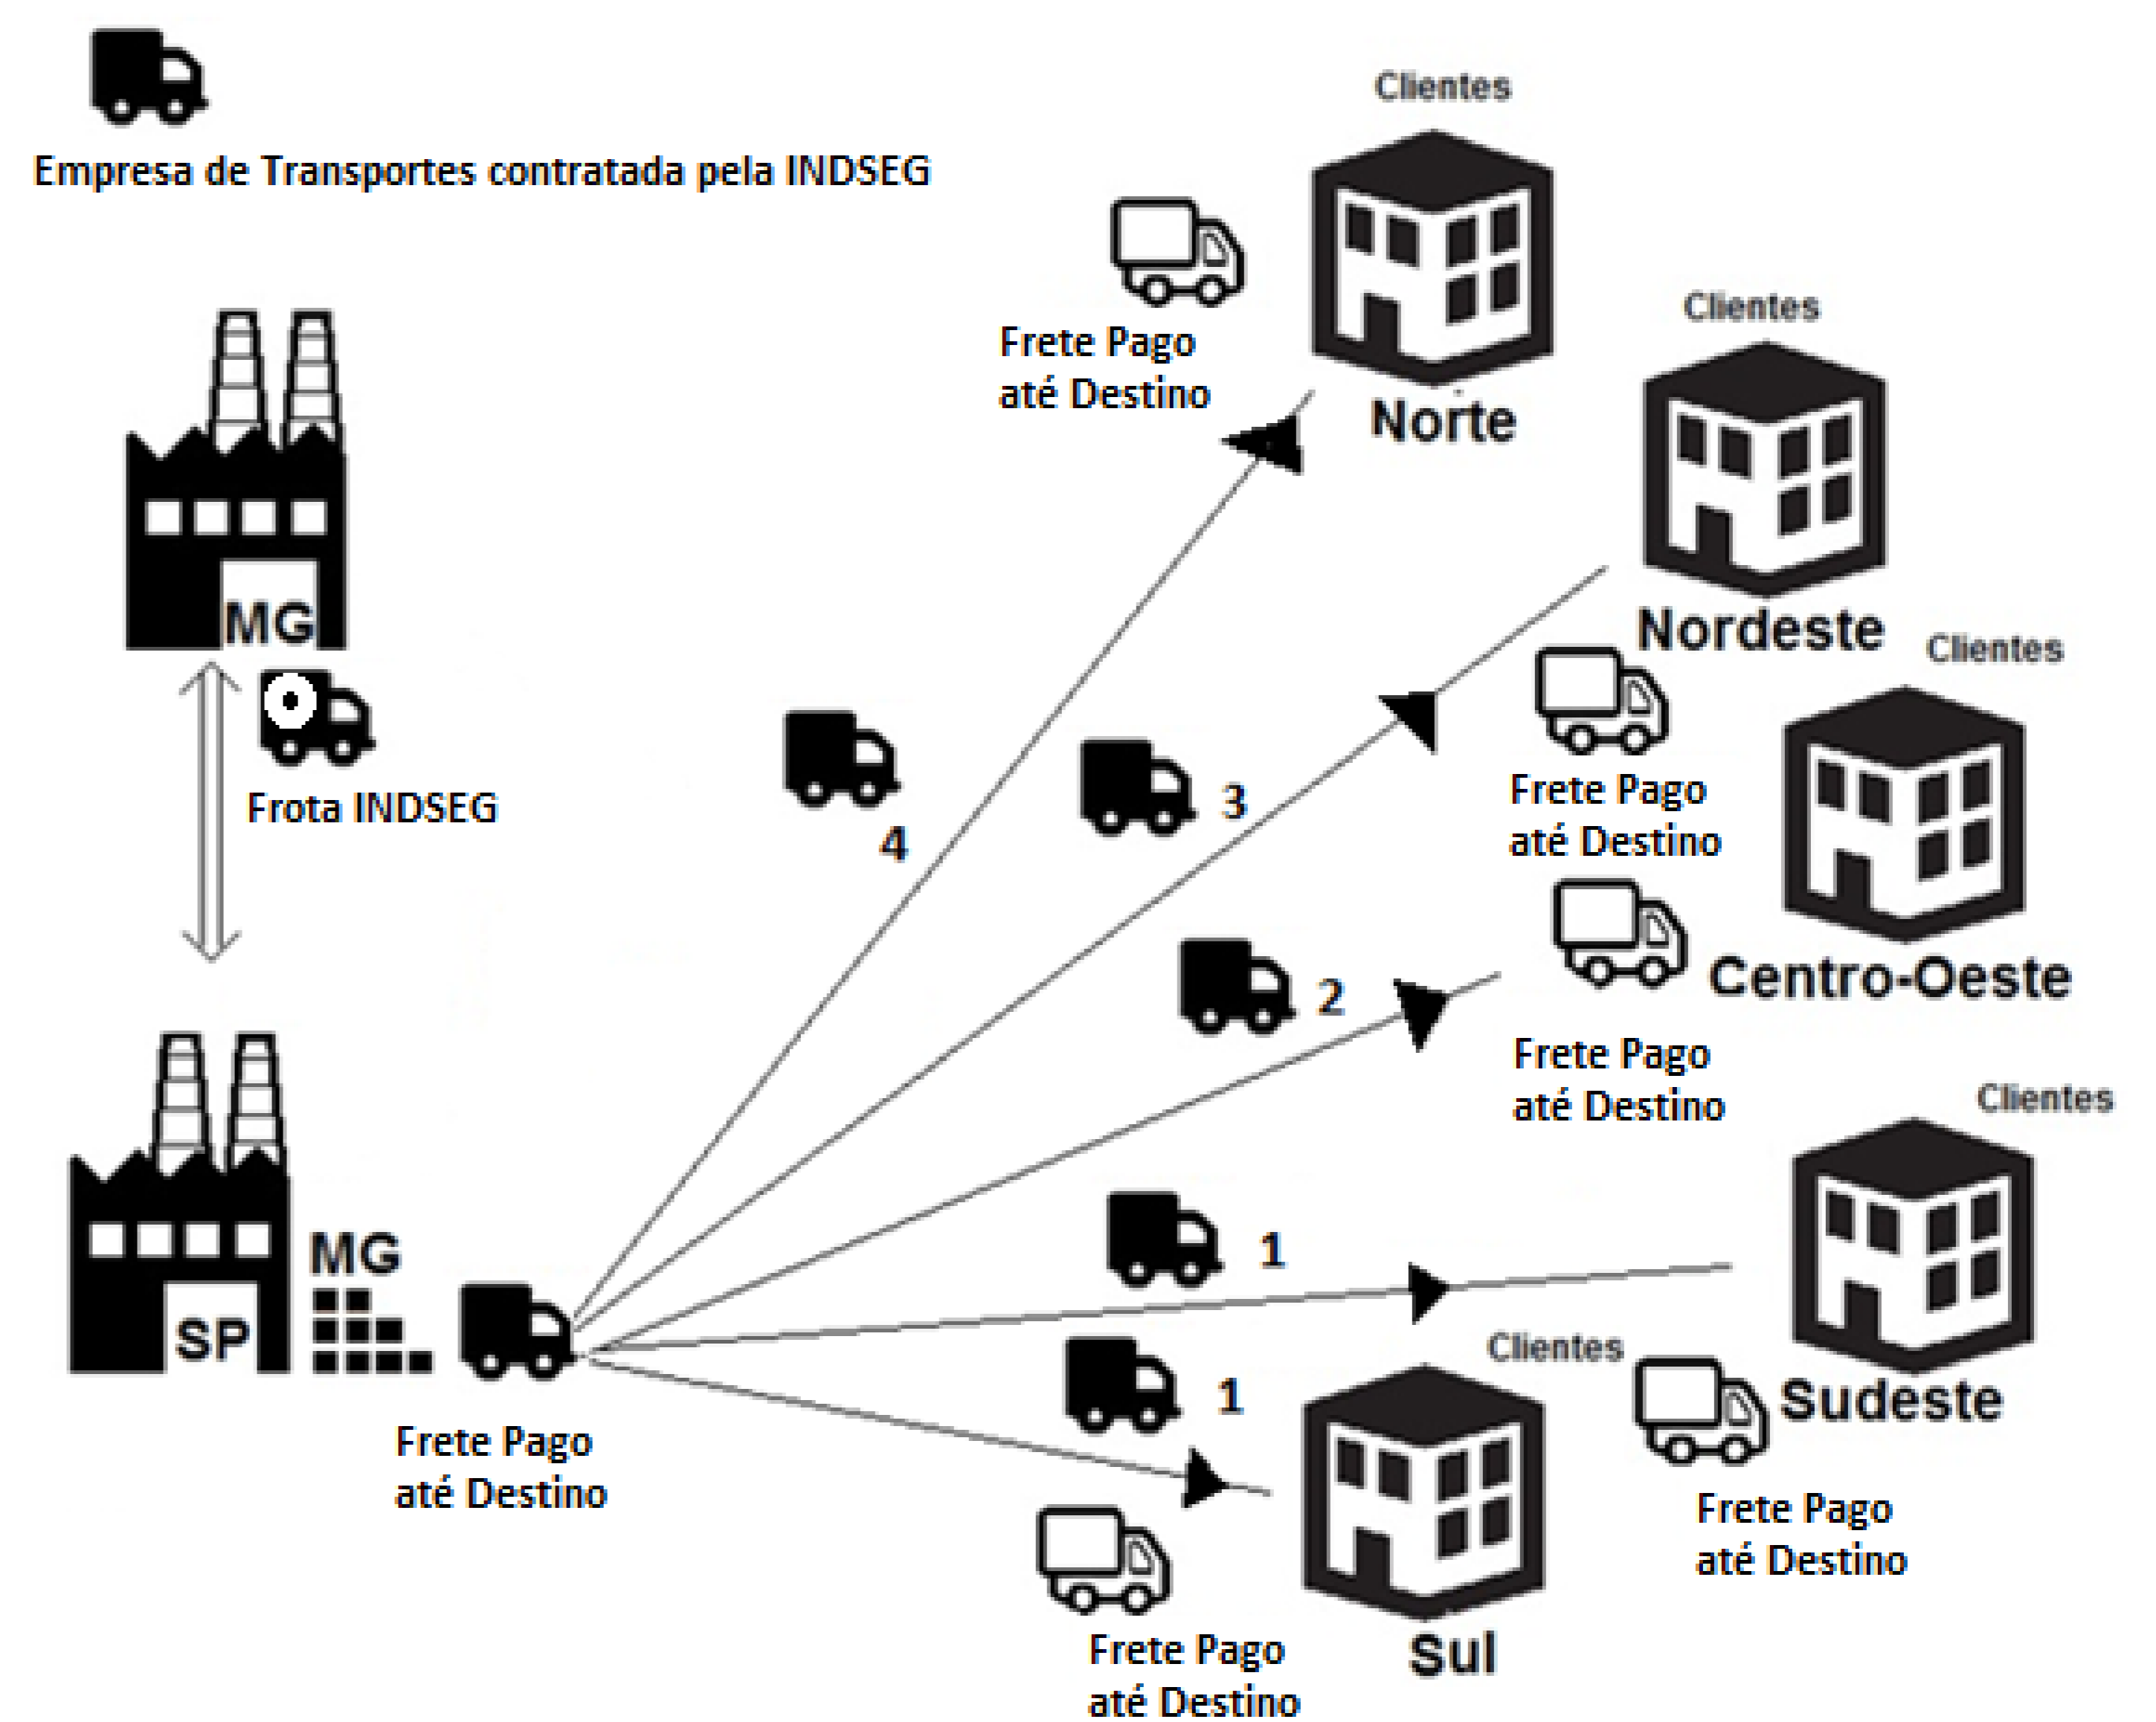 Empresa de Transportes contratada pela INDSEG
Clientes
Frete Pago
até Destino
Norte
Clientes
Nordeste
MG
Frota INDSEG
4
3
Clientes
Frete Pago
até Destino
2
Centro-Oeste
Frete Pago
até Destino
Clientes
1
Sudeste
Frete Pago
até Destino
SP
MG
Frete Pago
até Destino
1
Clientes
Sul
Frete Pago
até Destino